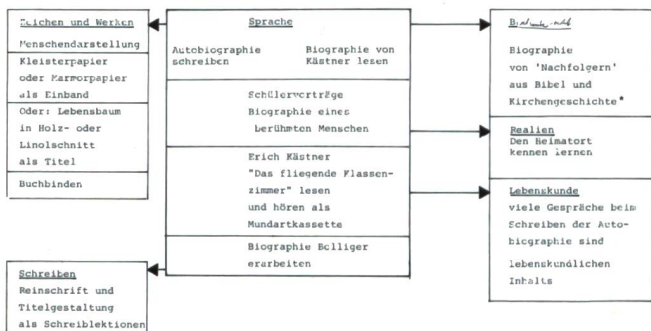 Zeichen und Werken
Menschendarstellung
Kleisterpapier
oder Marmorpapier
als Einband
Oder: Lebensbaum
in Holz- oder
Linolschnitt
als Titel
Buchbinden
Schreiben
Reinschrift und
Titelgestaltung
als Schreiblektionen
Sprache
Autobiographie
schreiben
Biographie von
Kästner lesen
Schülervorträge
Biographie eines
berühmten Menschen
Erich Kästner
"Das fliegende Klassen-
zimmer" lesen
und hören als
Mundartkassette
Biographie Bolliger
erarbeiten
Biographie
von 'Nachfolgern'
aus Bibel und
Kirchengeschichte*
Realien
Den Heimatort
kennen lernen
Lebenskunde
viele Gespräche beim
Schreiben der Auto-
biographie sind
lebenskundlichen
Inhalts